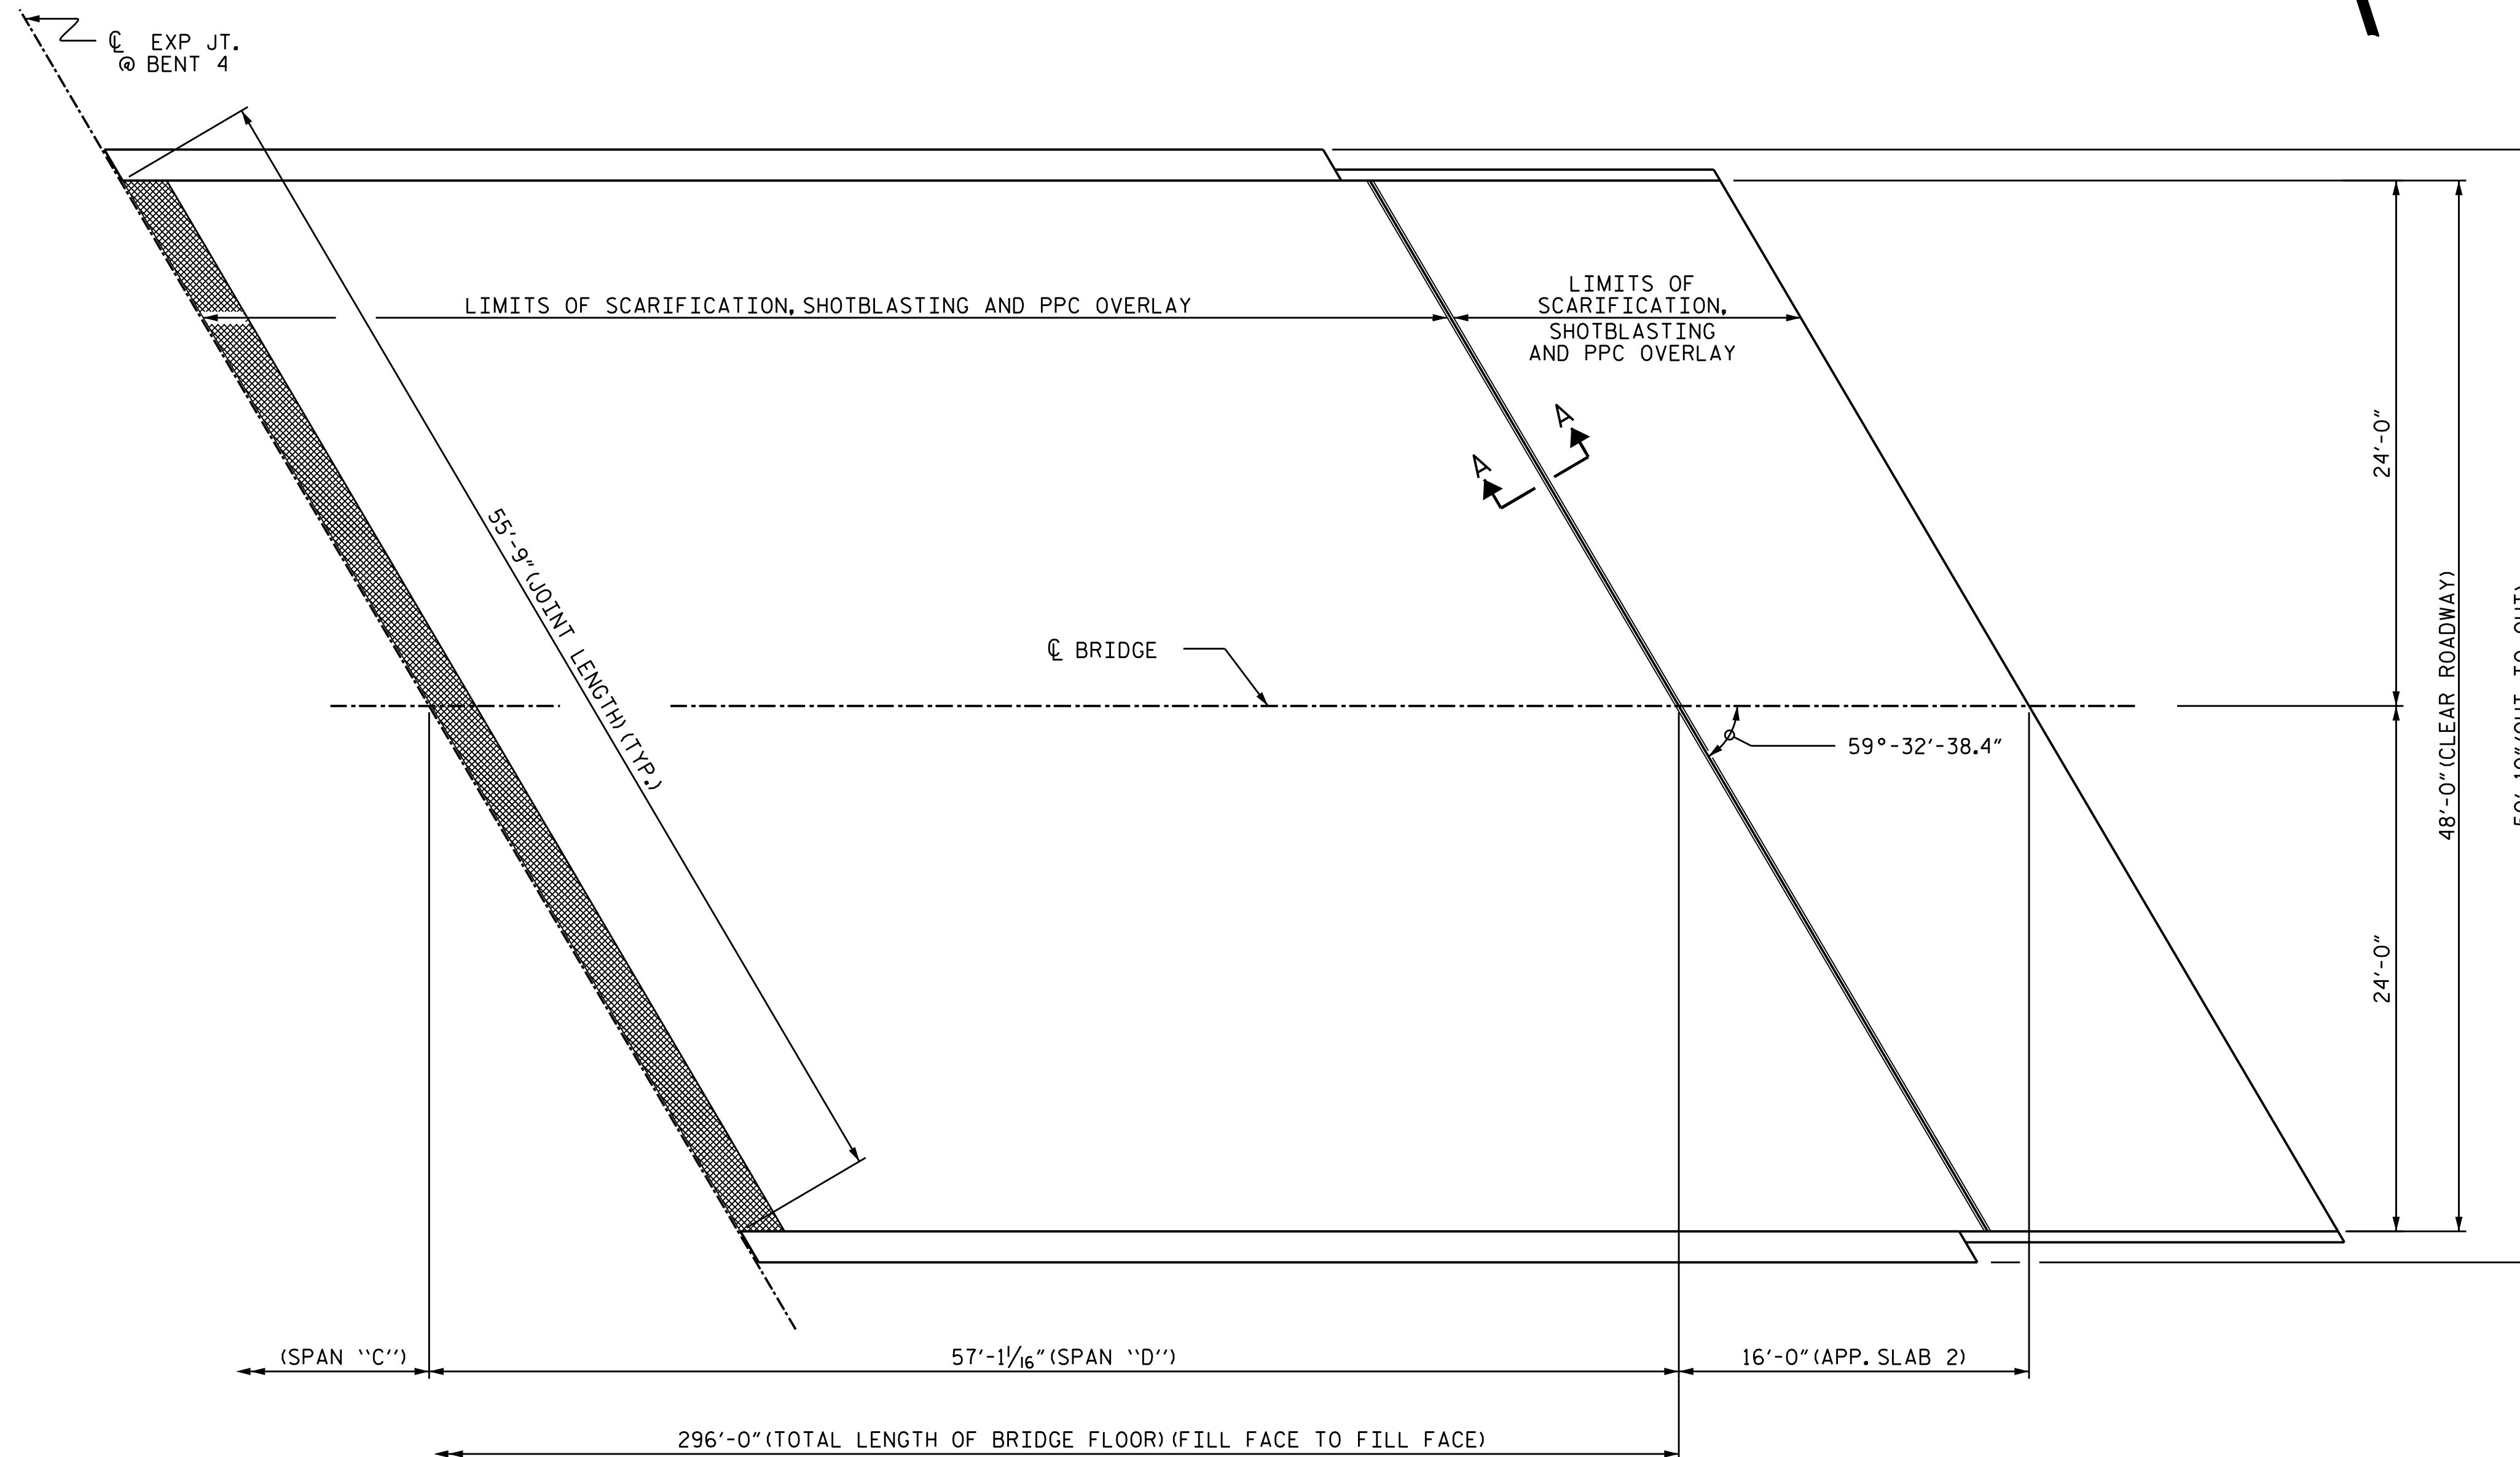 ℄ EXP JT.
@ BENT 4
LIMITS OF SCARIFICATION, SHOTBLASTING AND PPC OVERLAY
LIMITS OF
SCARIFICATION,
SHOTBLASTING
AND PPC OVERLAY
A
A
24'-0"
55'-9" (JOINT LENGTH) (TYP.)
℄ BRIDGE
59°-32'-38.4"
48'-0" (CLEAR ROADWAY)
24'-0"
(SPAN ``C'')
57'-1 1/16" (SPAN ``D'')
16'-0" (APP. SLAB 2)
296'-0" (TOTAL LENGTH OF BRIDGE FLOOR) (FILL FACE TO FILL FACE)